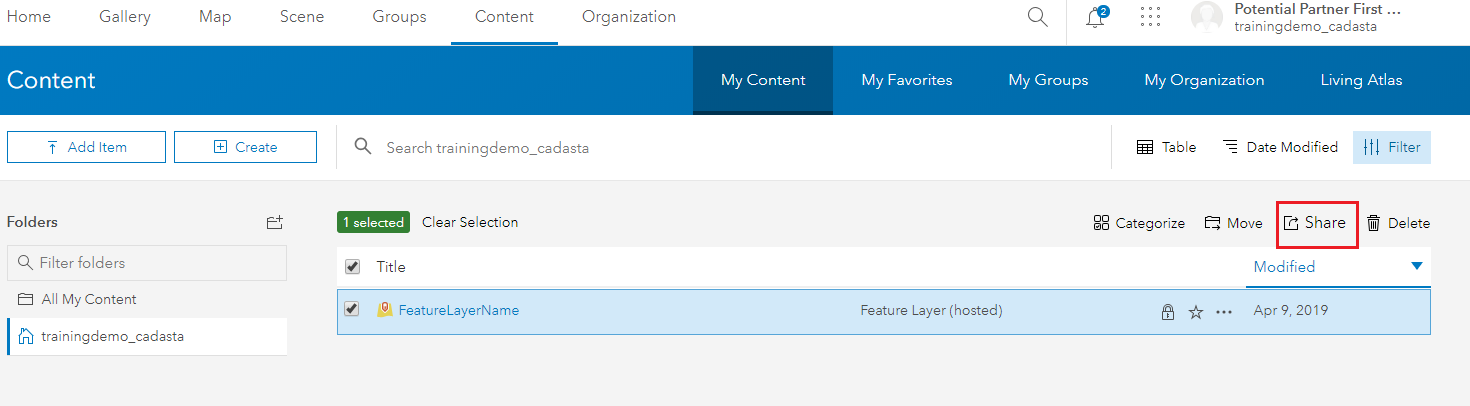 Home Gallery Map Scene Groups Content Organization 2 Potential Partner First ...
trainingdemo_cadasta
Content My Content My Favorites My Groups My Organization Living Atlas
Add Item Create Search trainingdemo_cadasta Table Date Modified Filter
Folders 1 selected Clear Selection Categorize Move Share Delete
Filter folders Title Modified
All My Content
FeatureLayerName Feature Layer (hosted) Apr 9, 2019
trainingdemo_cadasta